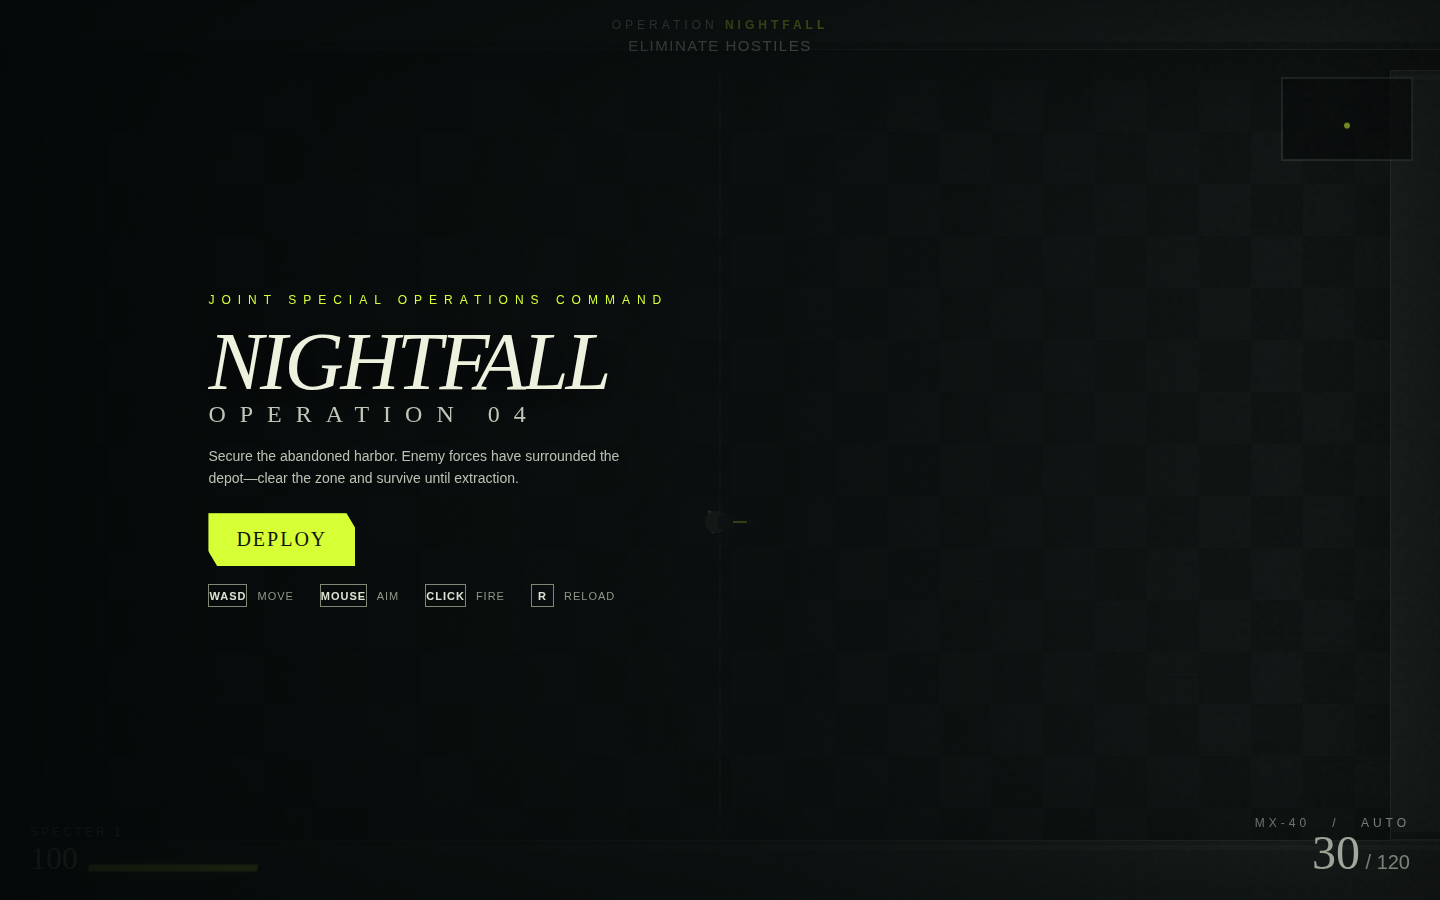 OPERATION NIGHTFALL
ELIMINATE HOSTILES
JOINT SPECIAL OPERATIONS COMMAND
NIGHTFALL
OPERATION 04
Secure the abandoned harbor. Enemy forces have surrounded the
depot—clear the zone and survive until extraction.
DEPLOY
WASD MOVE MOUSE AIM CLICK FIRE R RELOAD
SPECTER 1
100
MX-40 / AUTO
30 / 120